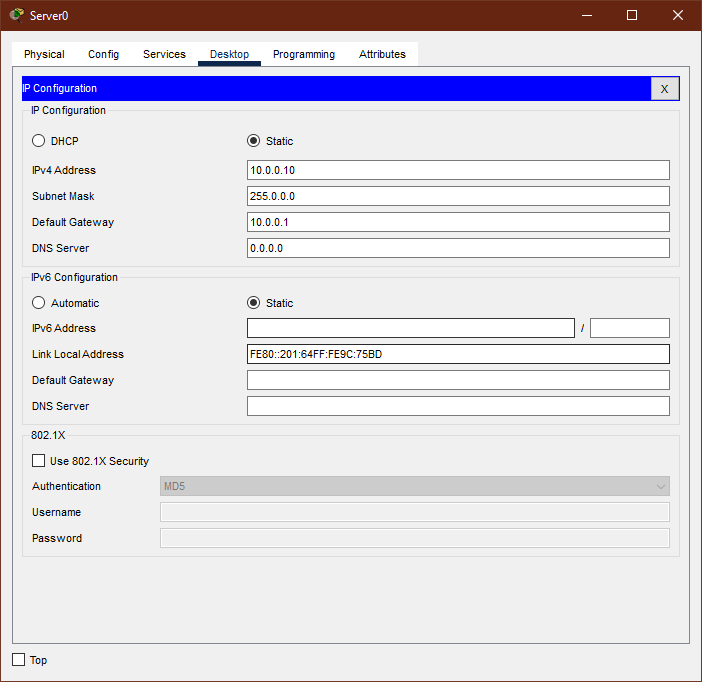 Server0
Physical Config Services Desktop Programming Attributes
IP Configuration X
IP Configuration
DHCP Static
IPv4 Address 10.0.0.10
Subnet Mask 255.0.0.0
Default Gateway 10.0.0.1
DNS Server 0.0.0.0
IPv6 Configuration
Automatic Static
IPv6 Address /
Link Local Address FE80::201:64FF:FE9C:75BD
Default Gateway
DNS Server
802.1X
Use 802.1X Security
Authentication MD5
Username
Password
Top